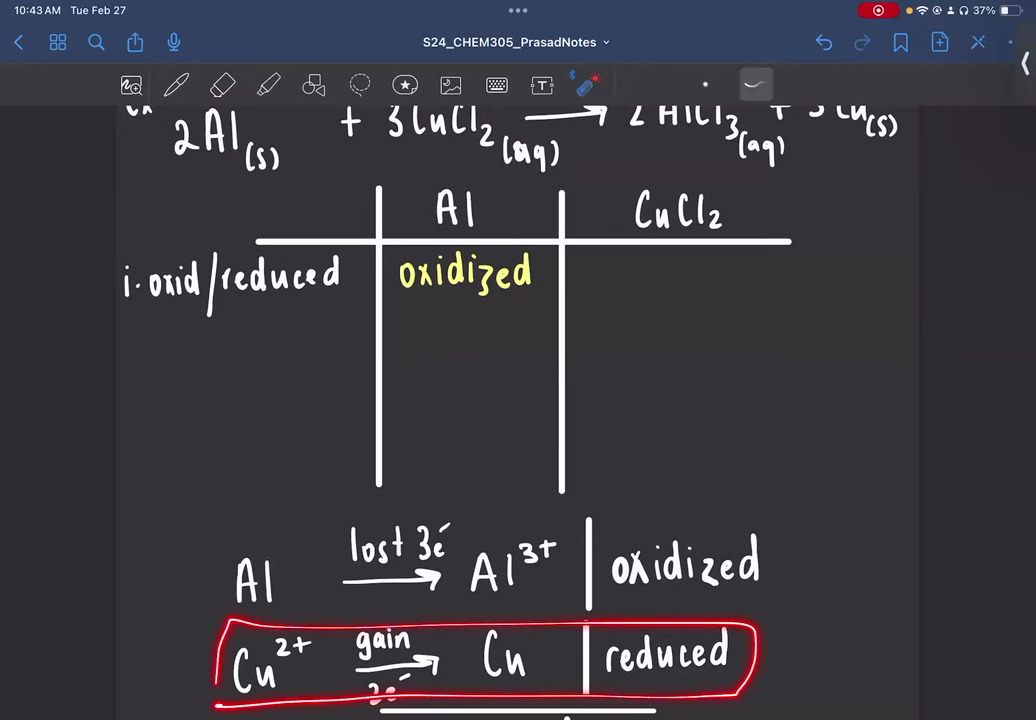 10:43 AM Tue Feb 27
37%
S24_CHEM305_PrasadNotes
2Al(s) + 3CuCl2(aq) → 2AlCl3(aq) + 3Cu(s)
Al CuCl2
i. oxid/reduced oxidized
Al lost 3e⁻ → Al³⁺ | oxidized
Cu²⁺ gain 2e⁻ → Cu | reduced